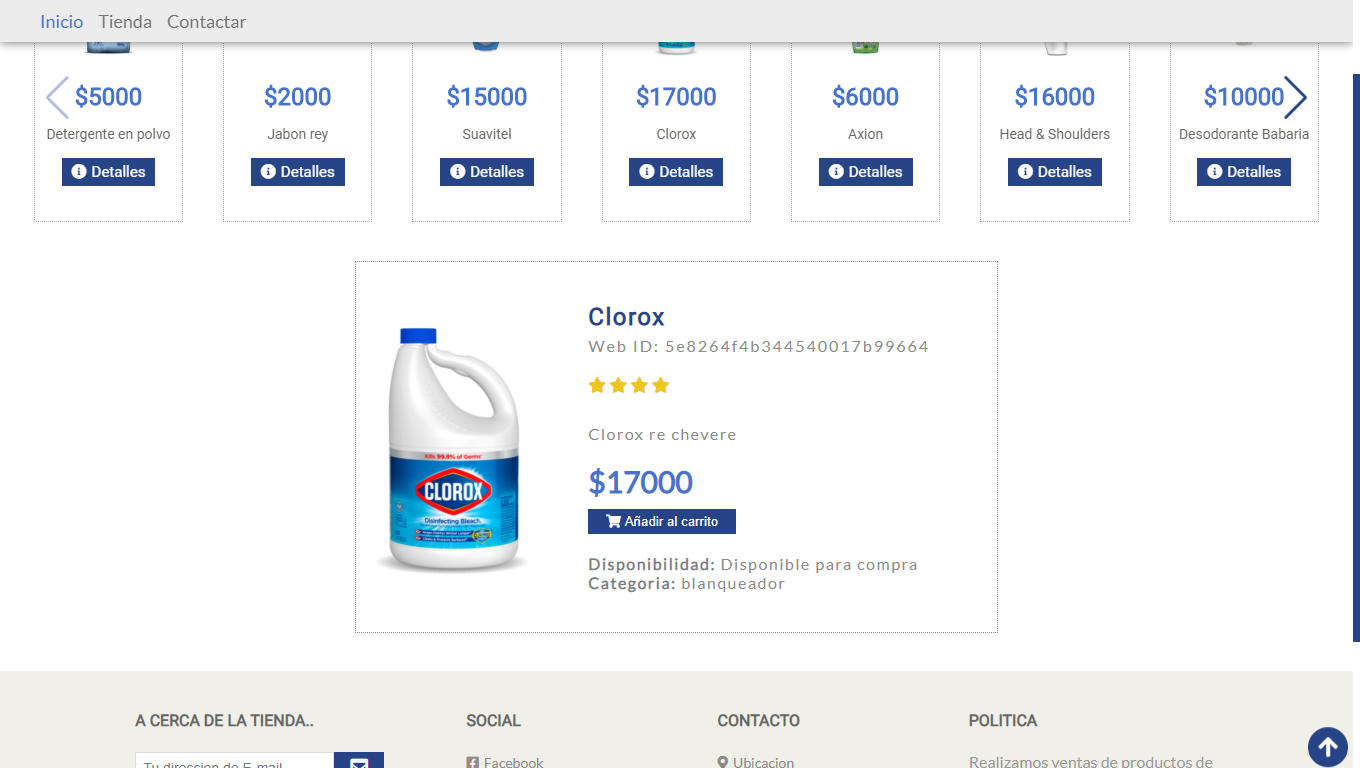 Inicio Tienda Contactar
$5000 $2000 $15000 $17000 $6000 $16000 $10000
Detergente en polvo Jabon rey Suavitel Clorox Axion Head & Shoulders Desodorante Babaria
Detalles Detalles Detalles Detalles Detalles Detalles Detalles
Clorox
Web ID: 5e8264f4b344540017b99664
Clorox re chevere
$17000
Añadir al carrito
Disponibilidad: Disponible para compra
Categoria: blanqueador
Kills 99.9% of Germs
CLOROX
Disinfecting Bleach
A CERCA DE LA TIENDA.. SOCIAL CONTACTO POLITICA
Tu direccion de E-mail Facebook Ubicacion Realizamos ventas de productos de